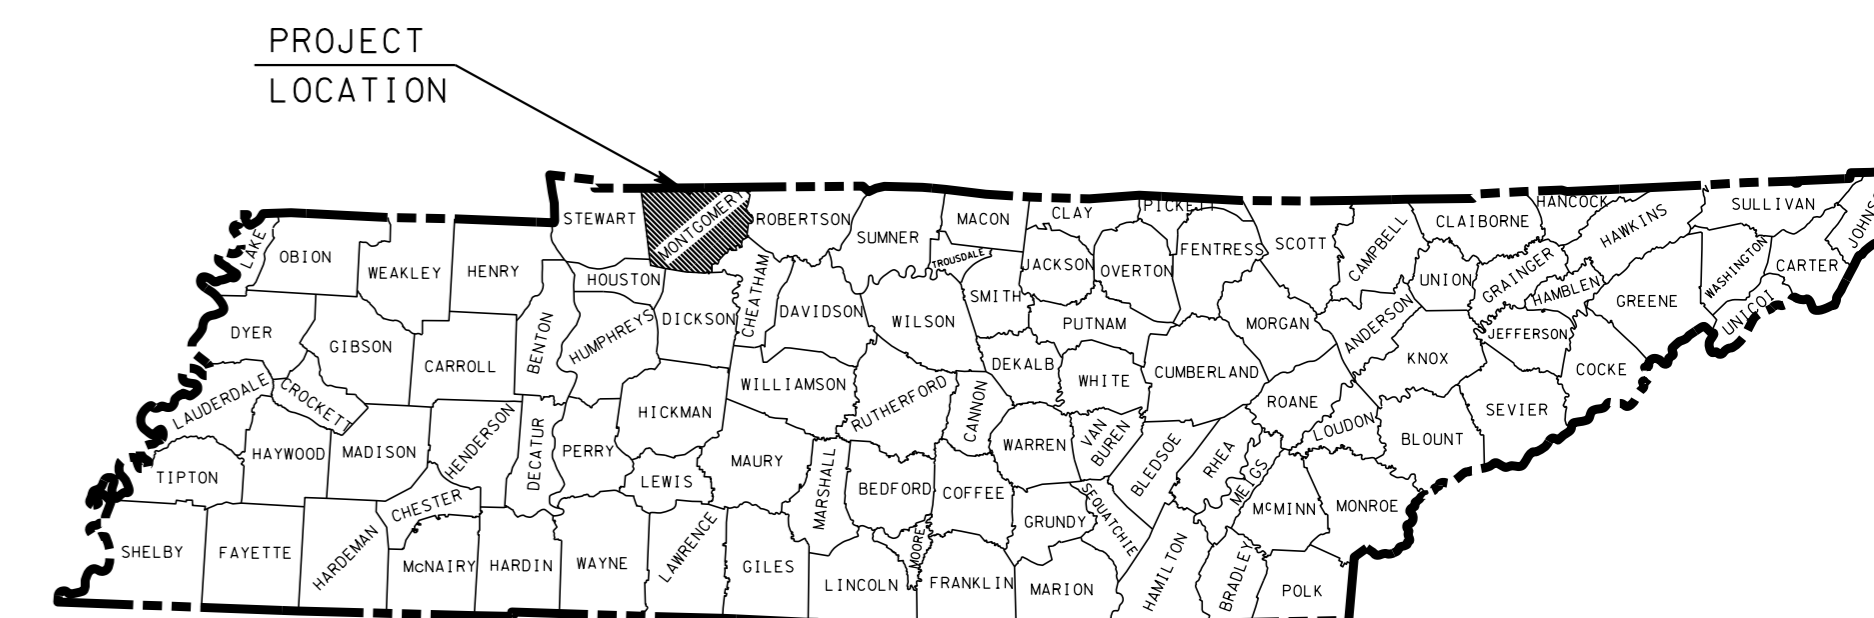 PROJECT
LOCATION
STEWART
MONTGOMERY
ROBERTSON
SUMNER
MACON
CLAY
PICKETT
FENTRESS
SCOTT
CAMPBELL
CLAIBORNE
HANCOCK
HAWKINS
SULLIVAN
LAKE
OBION
WEAKLEY
HENRY
HOUSTON
CHEATHAM
TROUSDALE
JACKSON
OVERTON
UNION
GRAINGER
HAMBLEN
WASHINGTON
CARTER
UNICOI
GREENE
DYER
GIBSON
CARROLL
BENTON
HUMPHREYS
DICKSON
DAVIDSON
WILSON
SMITH
PUTNAM
MORGAN
ANDERSON
KNOX
JEFFERSON
COCKE
LAUDERDALE
CROCKETT
HICKMAN
WILLIAMSON
RUTHERFORD
CANNON
DEKALB
WHITE
CUMBERLAND
ROANE
LOUDON
BLOUNT
SEVIER
TIPTON
HAYWOOD
MADISON
HENDERSON
DECATUR
PERRY
LEWIS
MAURY
MARSHALL
BEDFORD
COFFEE
WARREN
VAN
BUREN
BLEDSOE
RHEA
MEIGS
McMINN
MONROE
CHESTER
GRUNDY
SEQUATCHIE
SHELBY
FAYETTE
HARDEMAN
McNAIRY
HARDIN
WAYNE
LAWRENCE
GILES
LINCOLN
MOORE
FRANKLIN
MARION
HAMILTON
BRADLEY
POLK